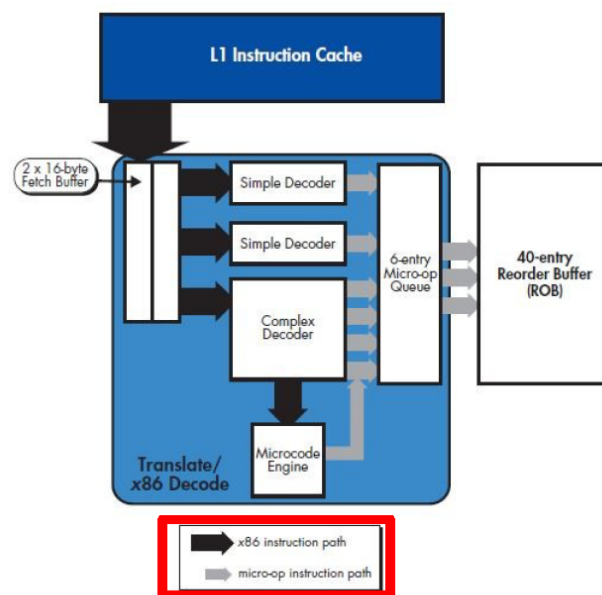 L1 Instruction Cache
2 x 16-byte
Fetch Buffer
Simple Decoder
Simple Decoder
Complex
Decoder
Microcode
Engine
Translate/
x86 Decode
6-entry
Micro-op
Queue
40-entry
Reorder Buffer
(ROB)
x86 instruction path
micro-op instruction path